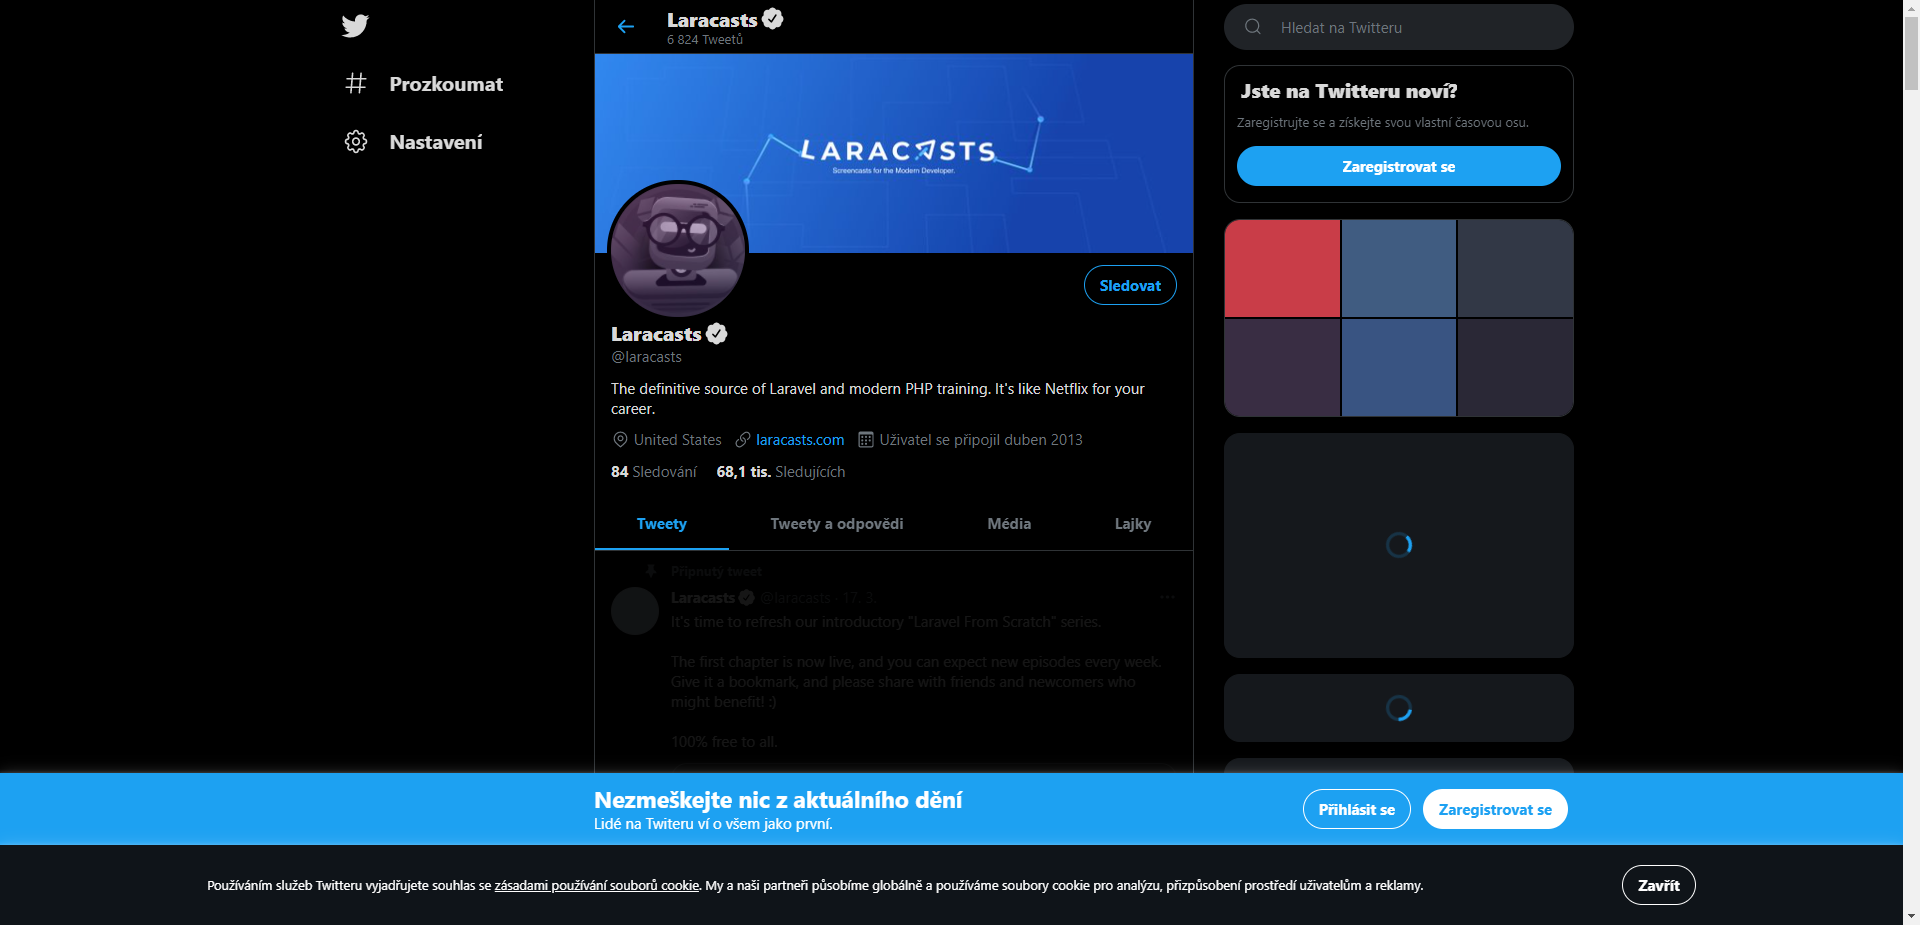 Prozkoumat
Nastavení
Laracasts
6 824 Tweetů
LARACASTS
Screencasts for the Modern Developer.
Sledovat
Laracasts
@laracasts
The definitive source of Laravel and modern PHP training. It's like Netflix for your
career.
United States laracasts.com Uživatel se připojil duben 2013
84 Sledování 68,1 tis. Sledujících
Tweety Tweety a odpovědi Média Lajky
Připnutý tweet
Laracasts @laracasts · 17. 3.
It's time to refresh our introductory "Laravel From Scratch" series.
The first chapter is now live, and you can expect new episodes every week.
Give it a bookmark, and please share with friends and newcomers who
might benefit! :)
100% free to all.
Hledat na Twitteru
Jste na Twitteru noví?
Zaregistrujte se a získejte svou vlastní časovou osu.
Zaregistrovat se
Nezmeškejte nic z aktuálního dění
Lidé na Twiteru ví o všem jako první.
Přihlásit se
Zaregistrovat se
Používáním služeb Twitteru vyjadřujete souhlas se zásadami používání souborů cookie. My a naši partneři působíme globálně a používáme soubory cookie pro analýzu, přizpůsobení prostředí uživatelům a reklamy.
Zavřít